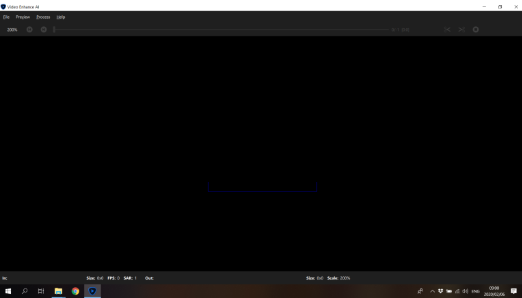 Video Enhance AI
File Preview Process Help
200%
In: Size: 0x0 FPS: 0 SAR: 1 Out: Size: 0x0 Scale: 200%
ENG
09:08
2020/02/06